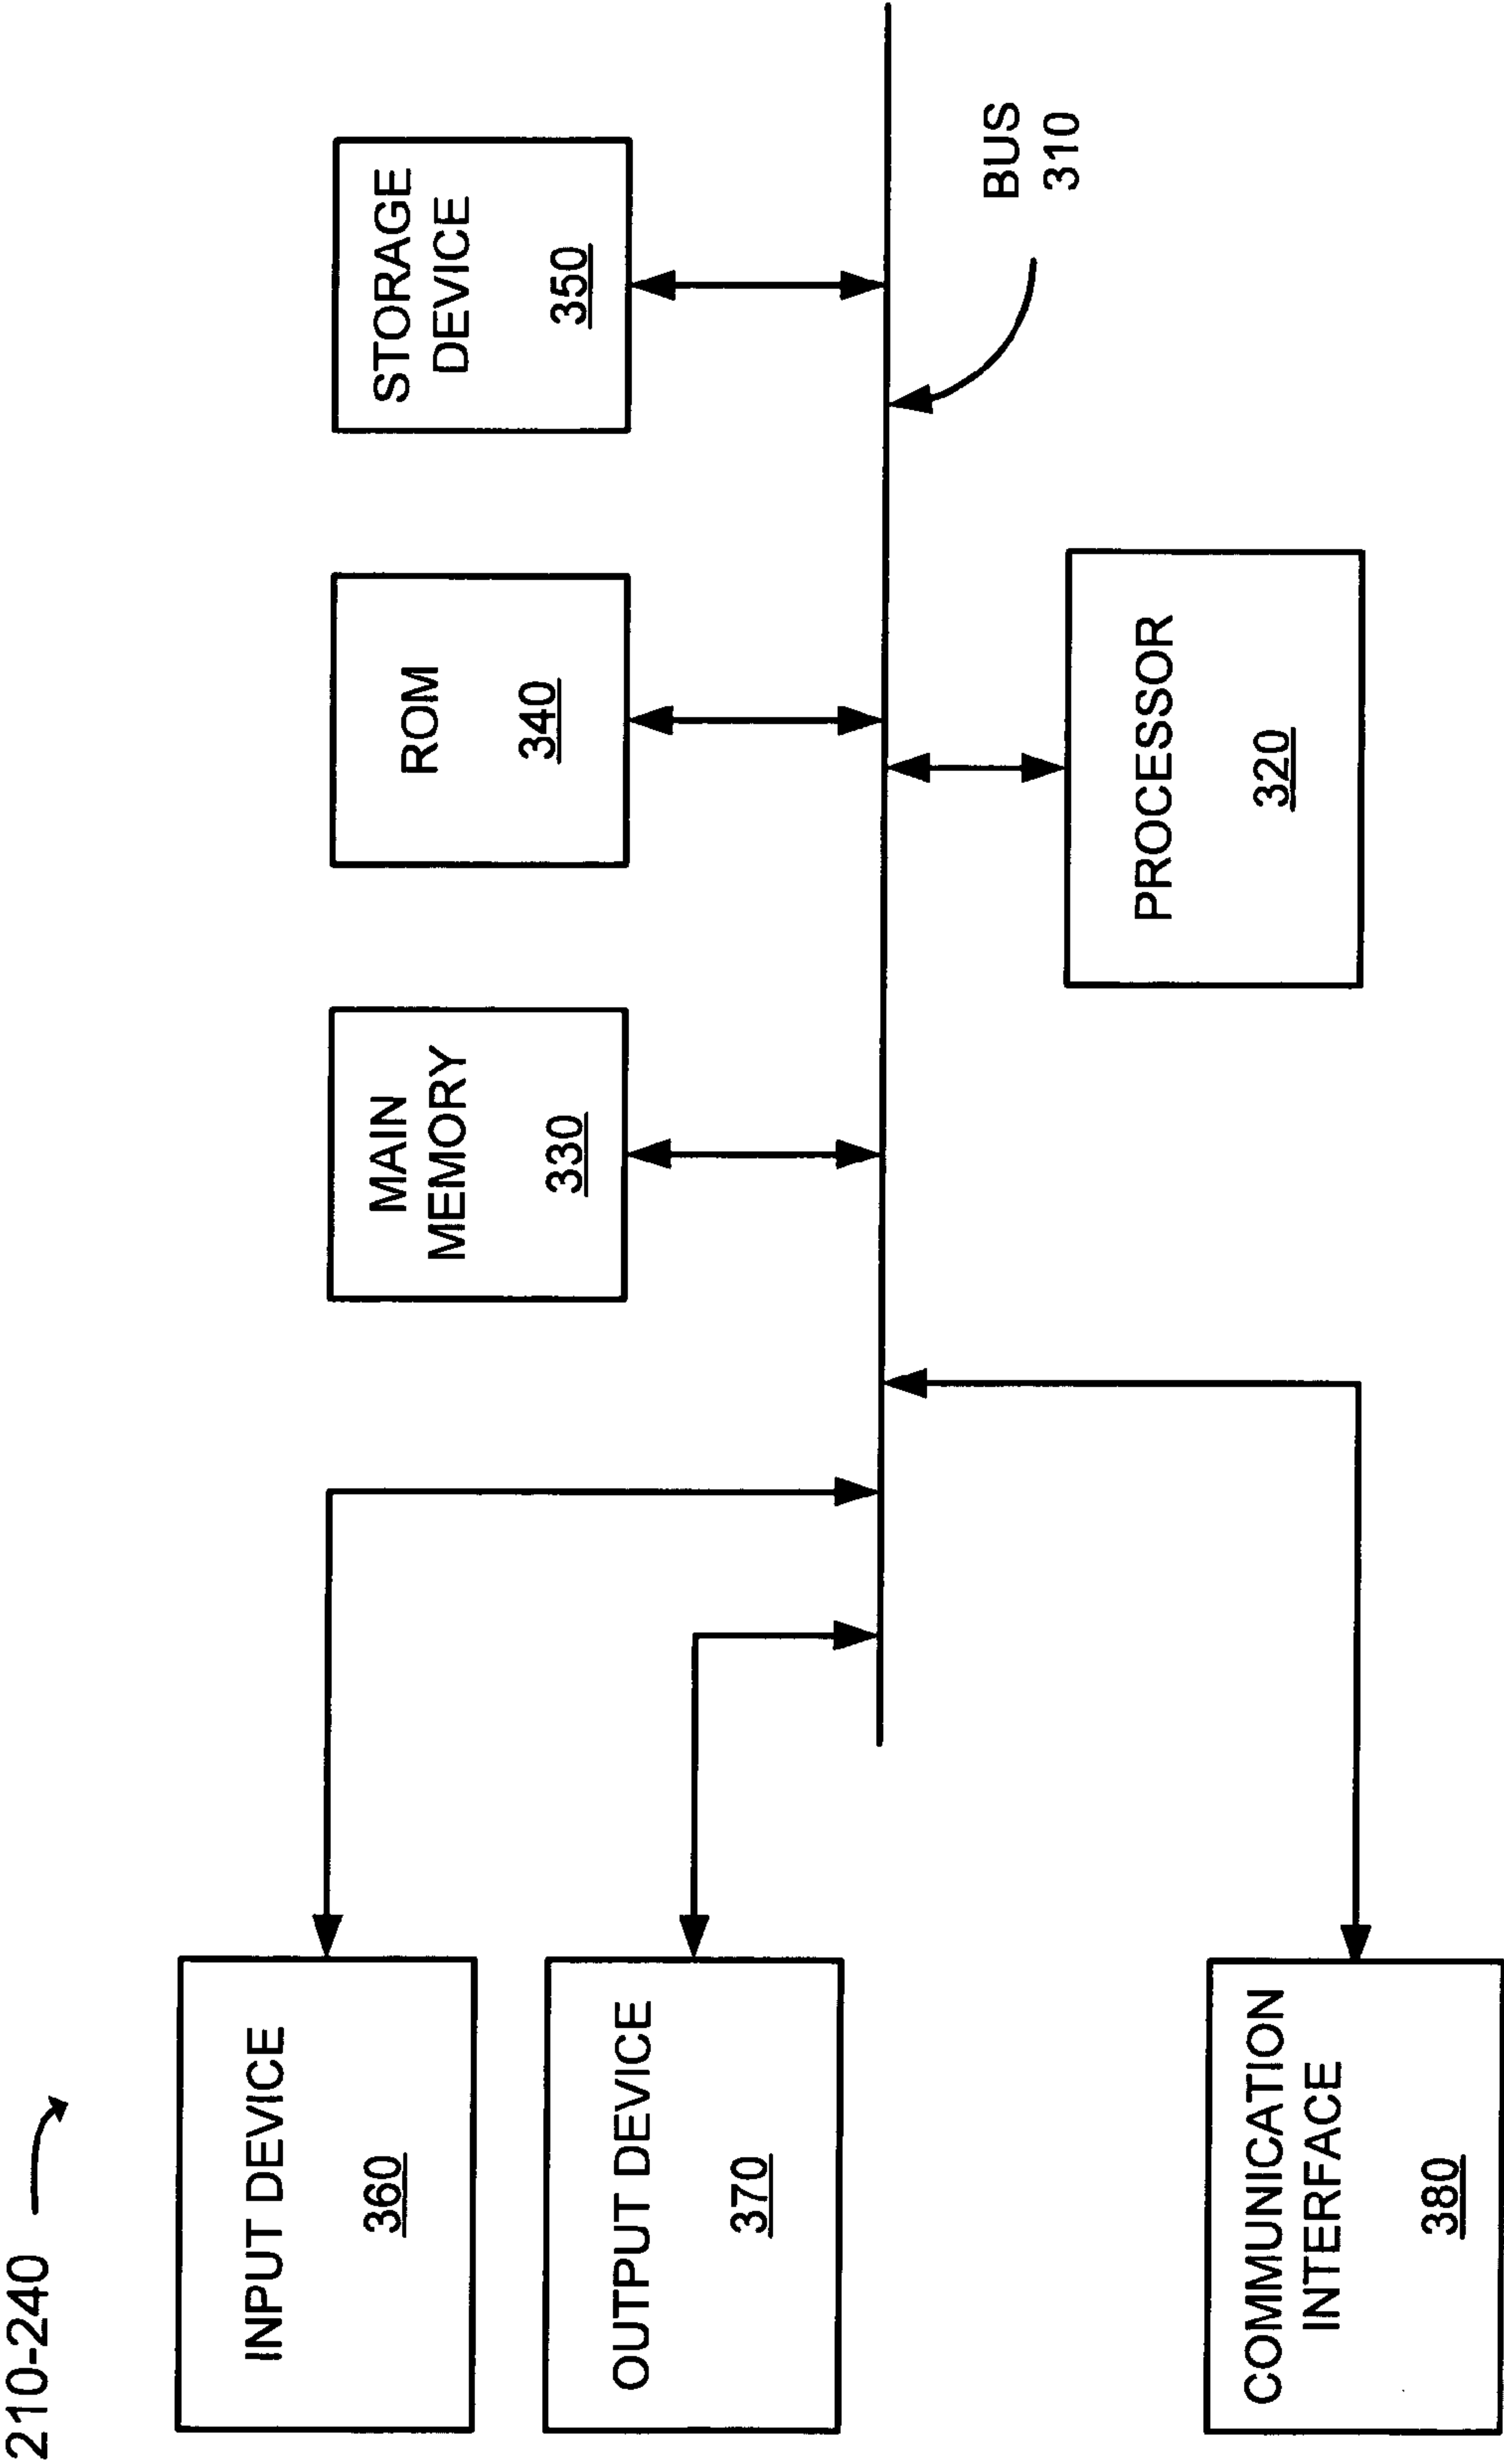 210-240
INPUT DEVICE
360
OUTPUT DEVICE
370
COMMUNICATION
INTERFACE
380
MAIN
MEMORY
330
ROM
340
STORAGE
DEVICE
350
PROCESSOR
320
BUS
310